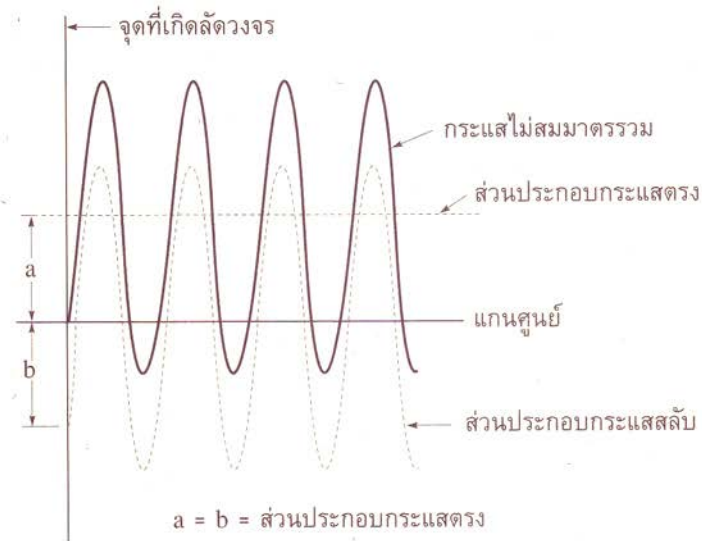 จุดที่เกิดลัดวงจร
กระแสไม่สมมาตรรวม
ส่วนประกอบกระแสตรง
a
แกนศูนย์
b
ส่วนประกอบกระแสสลับ
a = b = ส่วนประกอบกระแสตรง